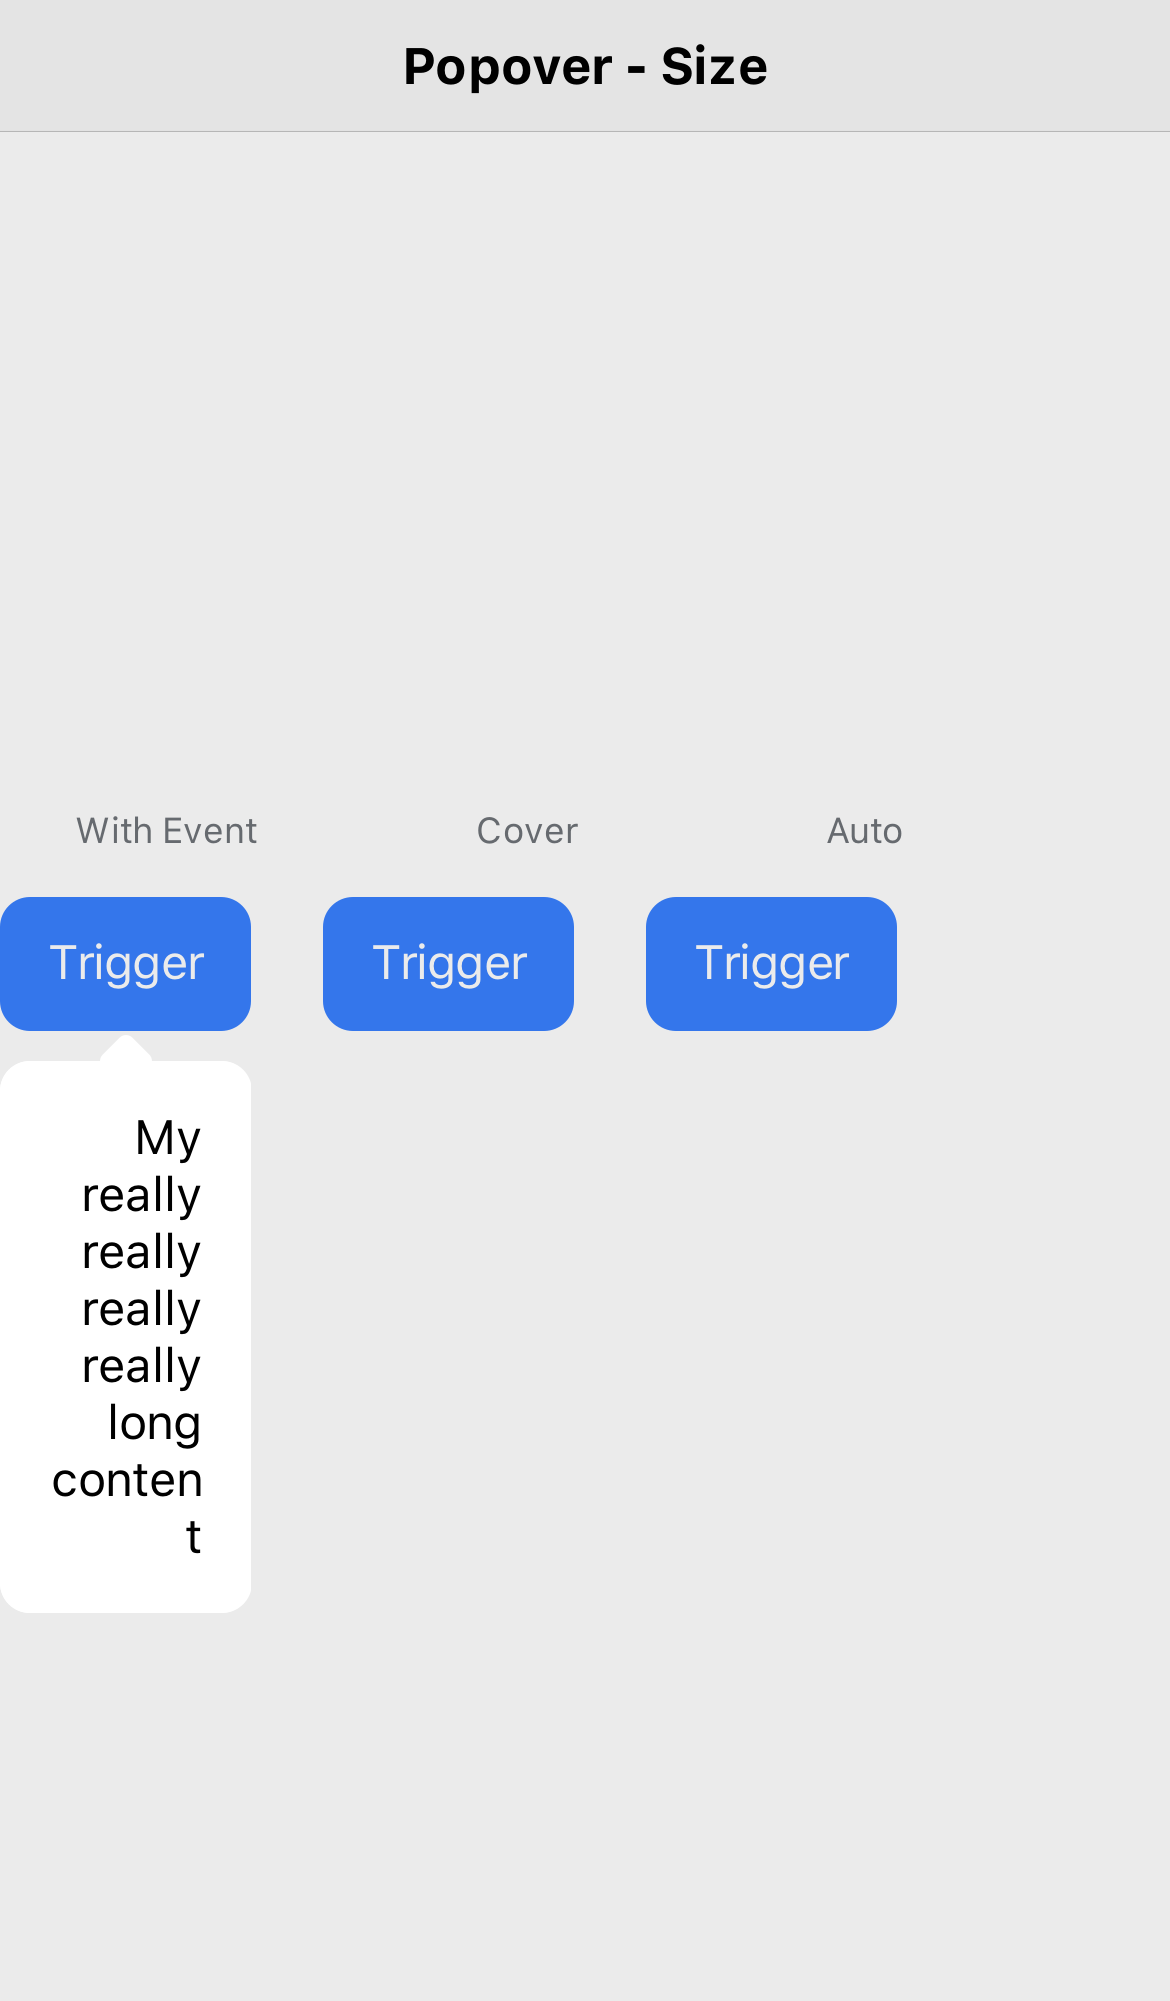 Popover - Size
With Event
Cover
Auto
Trigger
Trigger
Trigger
My
really
really
really
really
long
conten
t